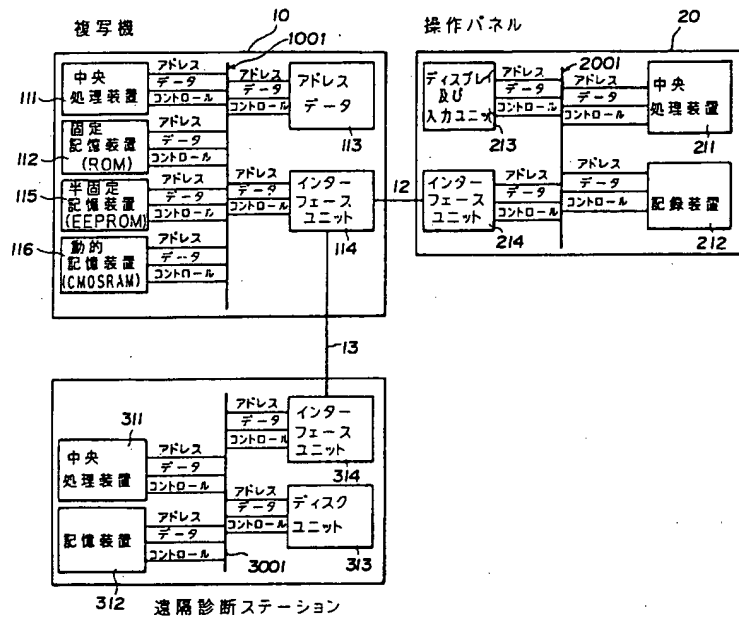 複写機
10
1001
中央
処理装置
111
アドレス
データ
コントロール
アドレス
データ
コントロール
アドレス
データ
113
固定
記憶装置
(ROM)
112
アドレス
データ
コントロール
半固定
記憶装置
(EEPROM)
115
アドレス
データ
コントロール
アドレス
データ
コントロール
インター
フェース
ユニット
114
動的
記憶装置
(CMOSRAM)
116
アドレス
データ
コントロール
12
13
操作パネル
20
2001
ディスプレイ
及び
入力ユニット
213
アドレス
データ
コントロール
アドレス
データ
コントロール
中央
処理装置
211
インター
フェース
ユニット
214
アドレス
データ
コントロール
アドレス
データ
コントロール
記録装置
212
311
中央
処理装置
アドレス
データ
コントロール
アドレス
データ
コントロール
インター
フェース
ユニット
314
記憶装置
312
アドレス
データ
コントロール
アドレス
データ
コントロール
ディスク
ユニット
313
3001
遠隔診断ステーション